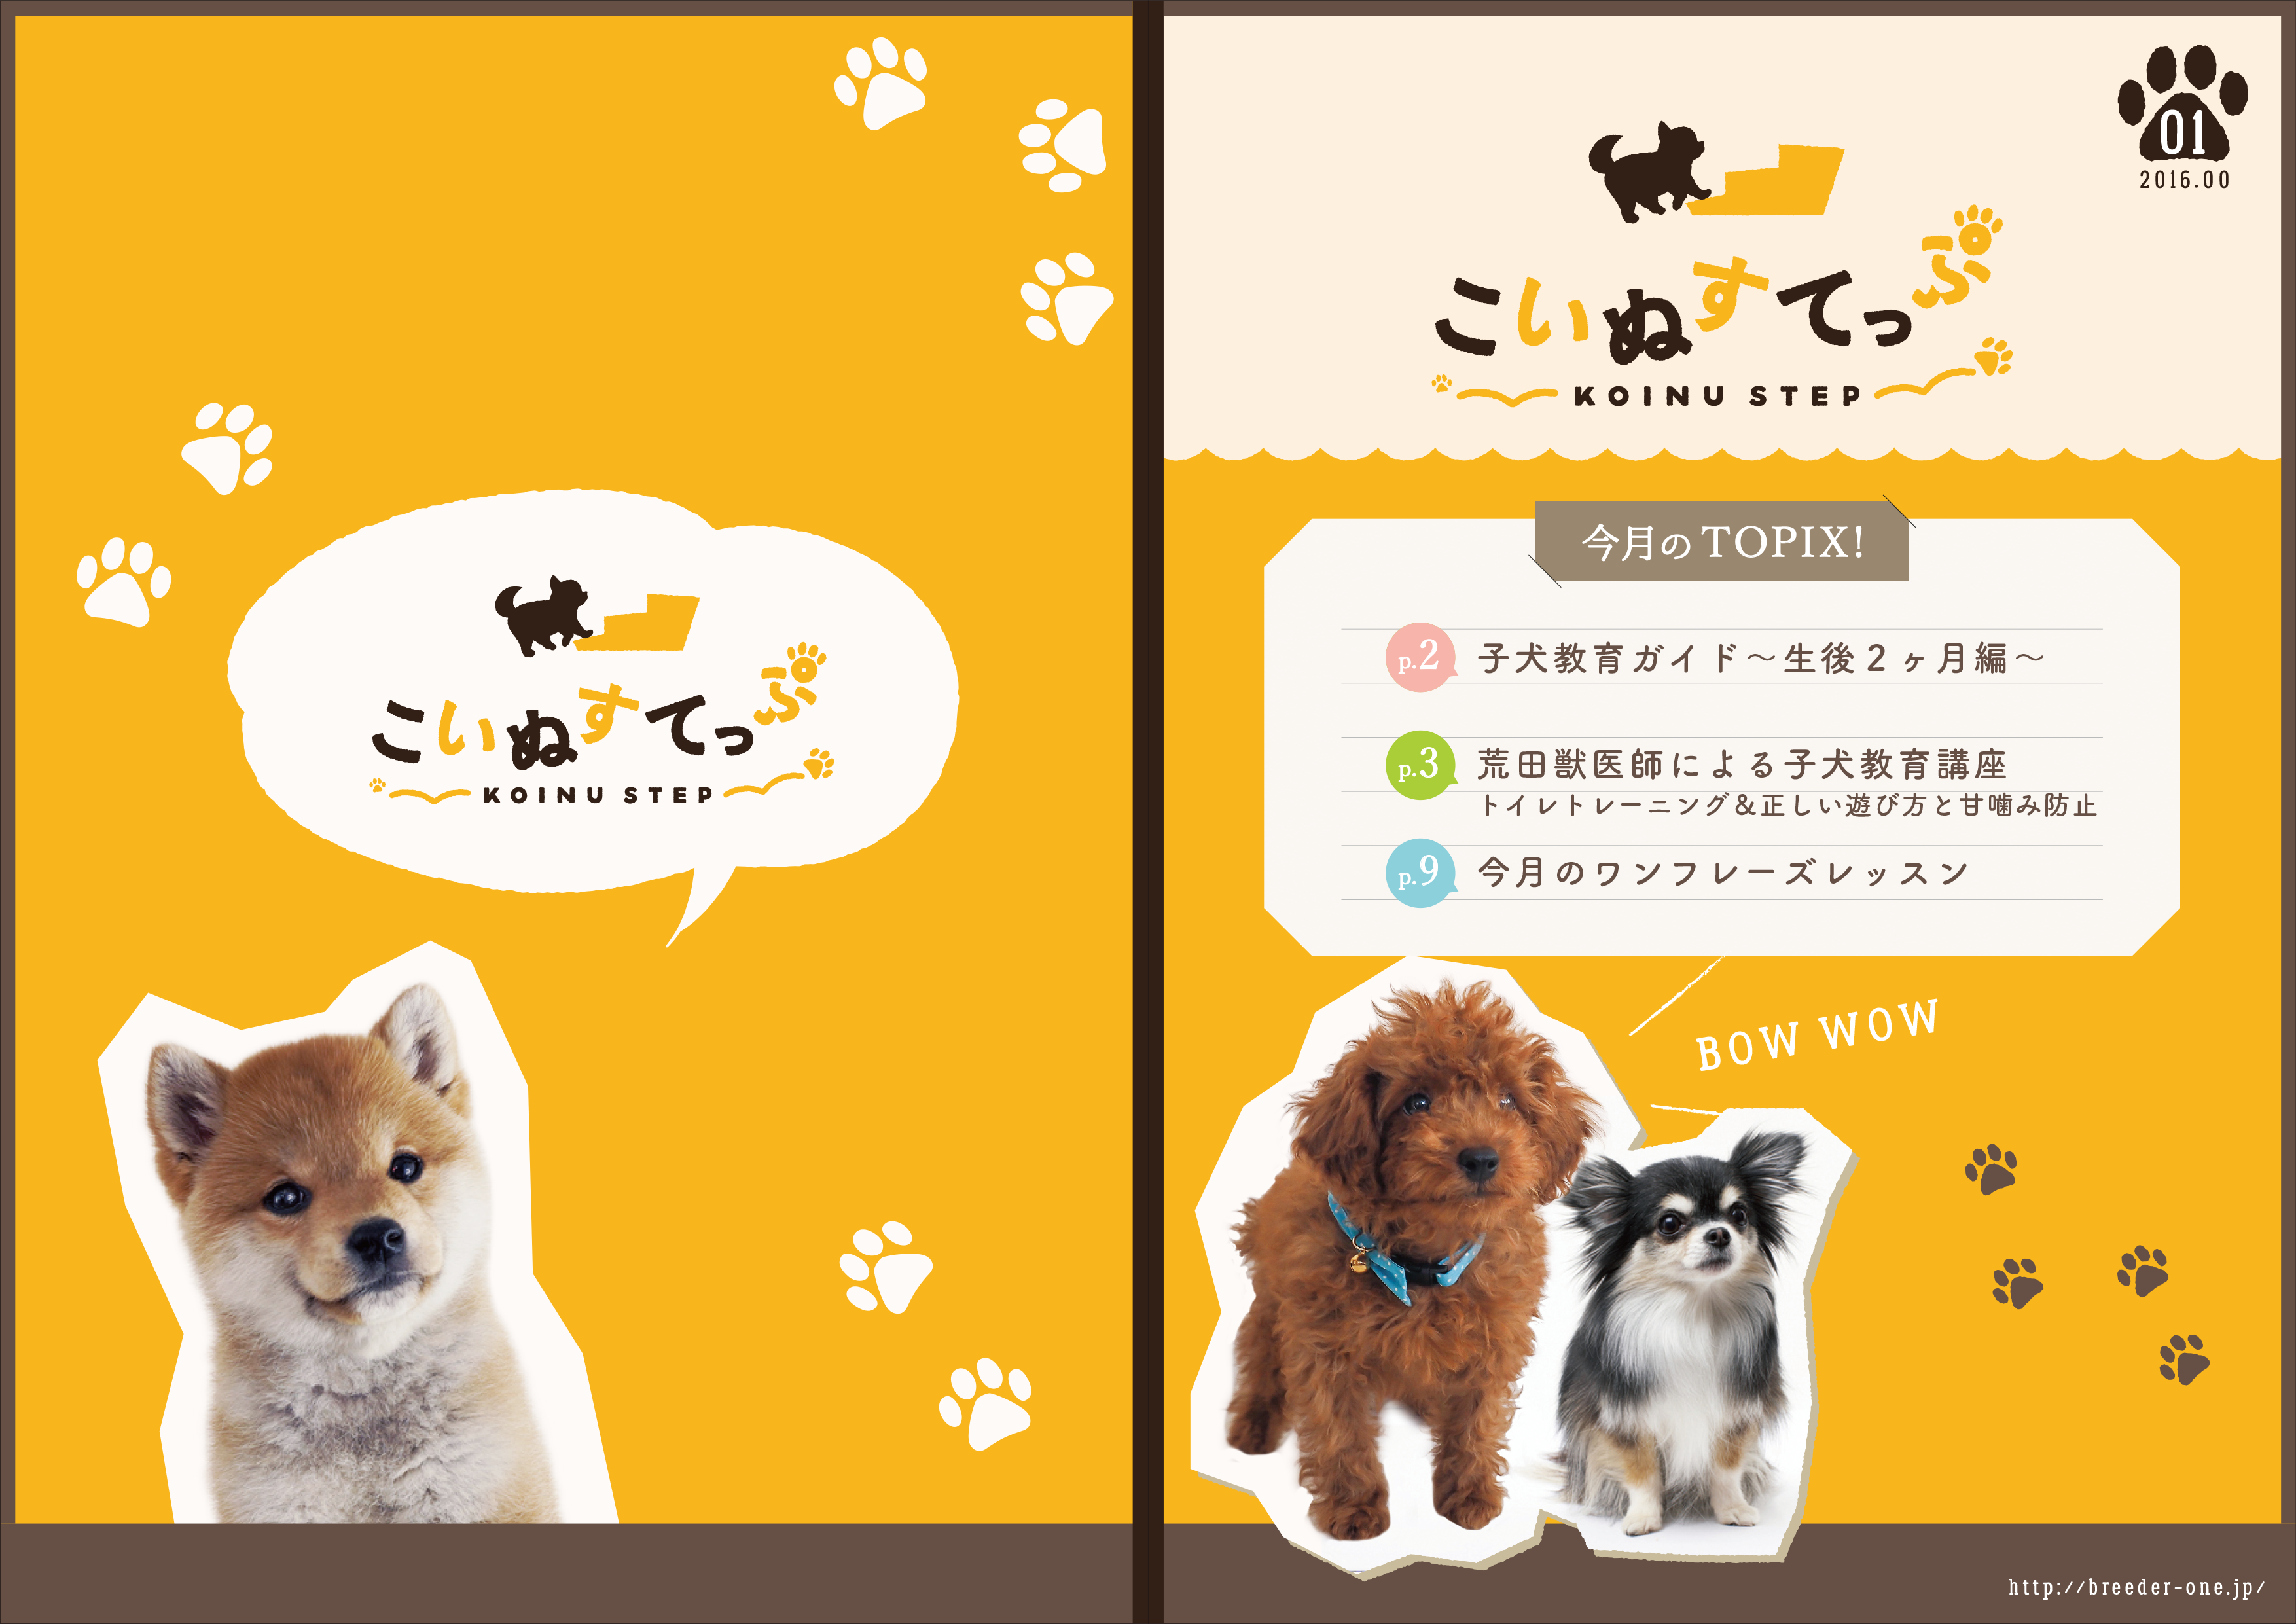 こいぬすてっぷ
KOINU STEP
01
2016.00
こいぬすてっぷ
KOINU STEP
今月のTOPIX!
p.2 子犬教育ガイド～生後２ヶ月編～
p.3 荒田獣医師による子犬教育講座
トイレトレーニング＆正しい遊び方と甘噛み防止
p.9 今月のワンフレーズレッスン
BOW WOW
http://breeder-one.jp/